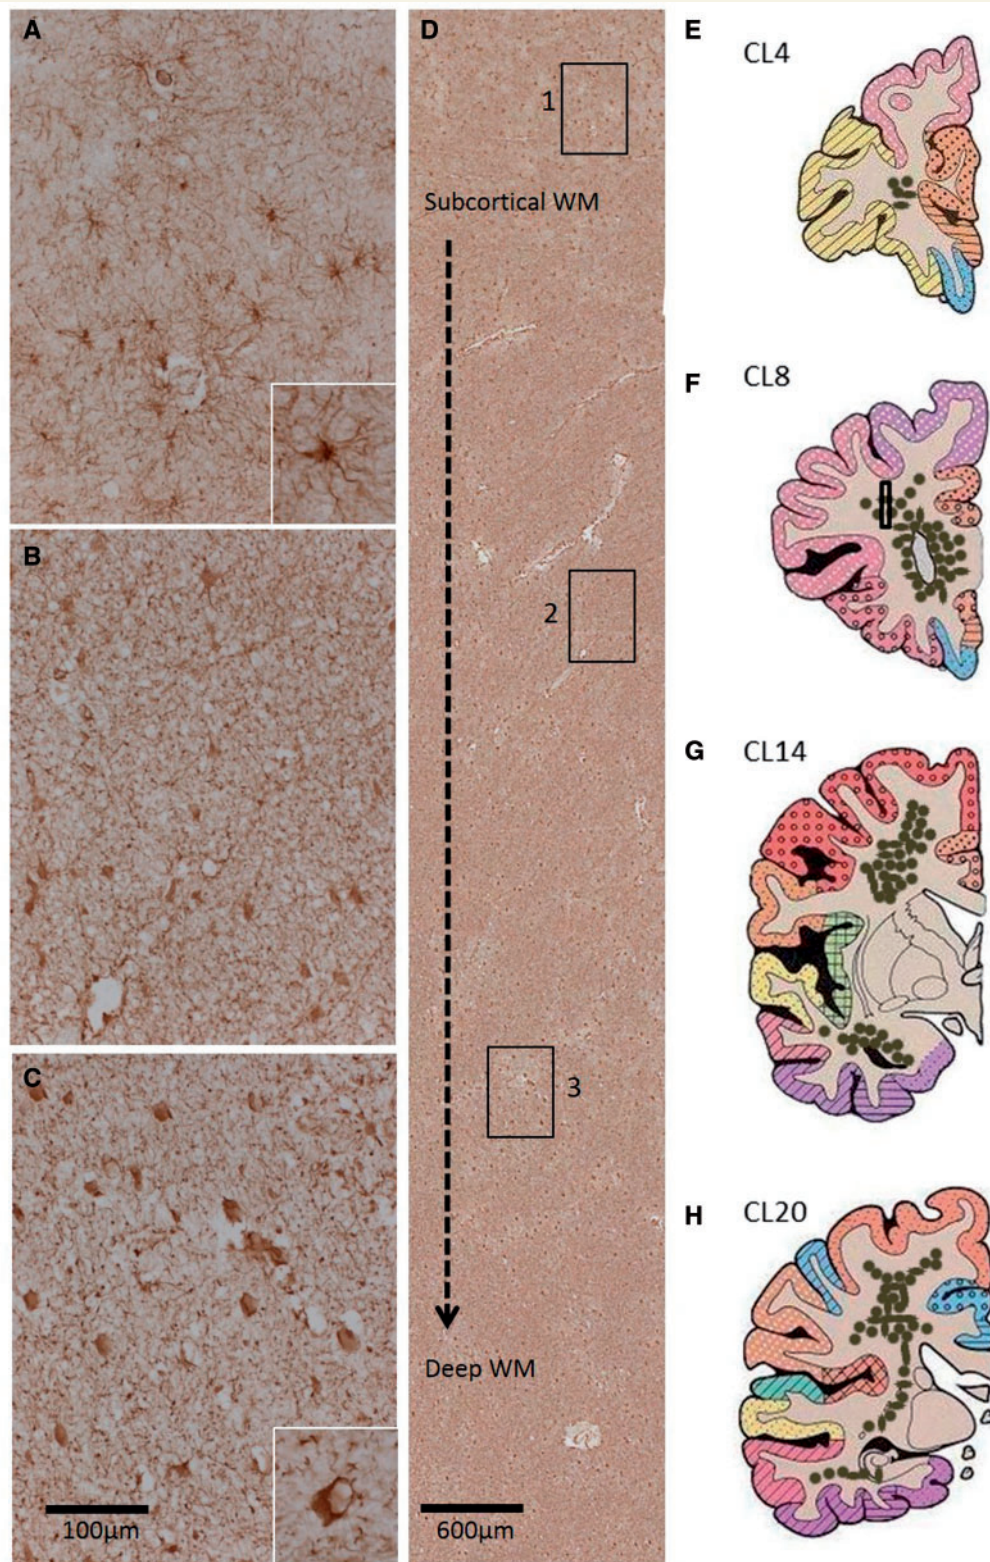 A
B
C
100μm
D
1
Subcortical WM
2
3
Deep WM
600μm
E
CL4
F
CL8
G
CL14
H
CL20